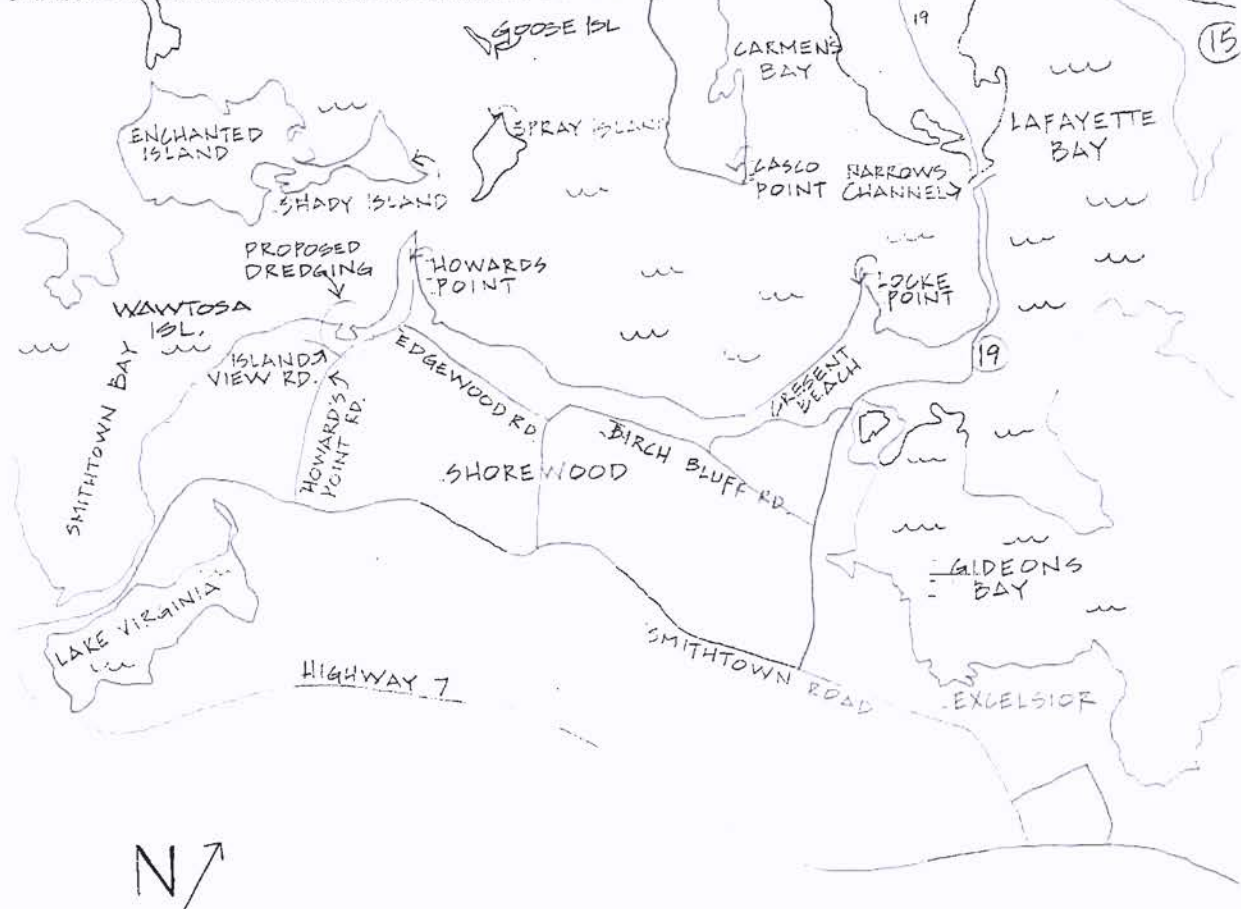 GOOSE ISL
19
15
CARMENS
BAY
ENCHANTED
ISLAND
SPRAY ISLAND
LAFAYETTE
BAY
CASCO
POINT
NARROWS
CHANNEL
SHADY ISLAND
PROPOSED
DREDGING
HOWARDS
POINT
LOCKE
POINT
WAWTOSA
ISL.
SMITHTOWN BAY
ISLAND
VIEW RD.
HOWARD'S
POINT RD.
EDGEWOOD RD.
CRESENT
BEACH
19
BIRCH BLUFF RD.
SHOREWOOD
GIDEONS
BAY
LAKE VIRGINIA
SMITHTOWN ROAD
HIGHWAY 7
EXCELSIOR
N